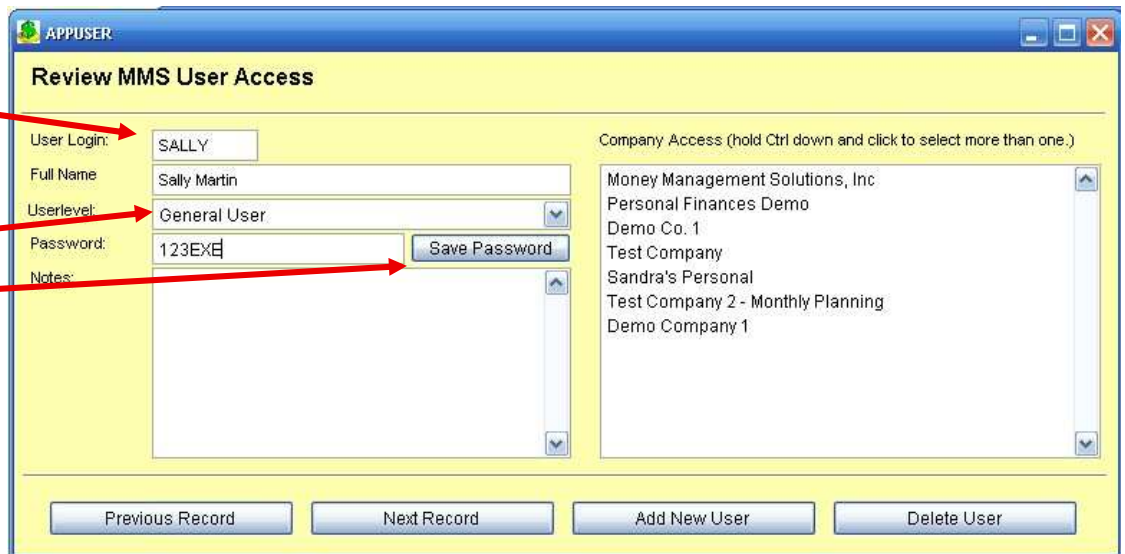 APPUSER
Review MMS User Access
User Login: SALLY
Full Name Sally Martin
Userlevel: General User
Password: 123EXE Save Password
Notes:
Company Access (hold Ctrl down and click to select more than one.)
Money Management Solutions, Inc
Personal Finances Demo
Demo Co. 1
Test Company
Sandra's Personal
Test Company 2 - Monthly Planning
Demo Company 1
Previous Record Next Record Add New User Delete User